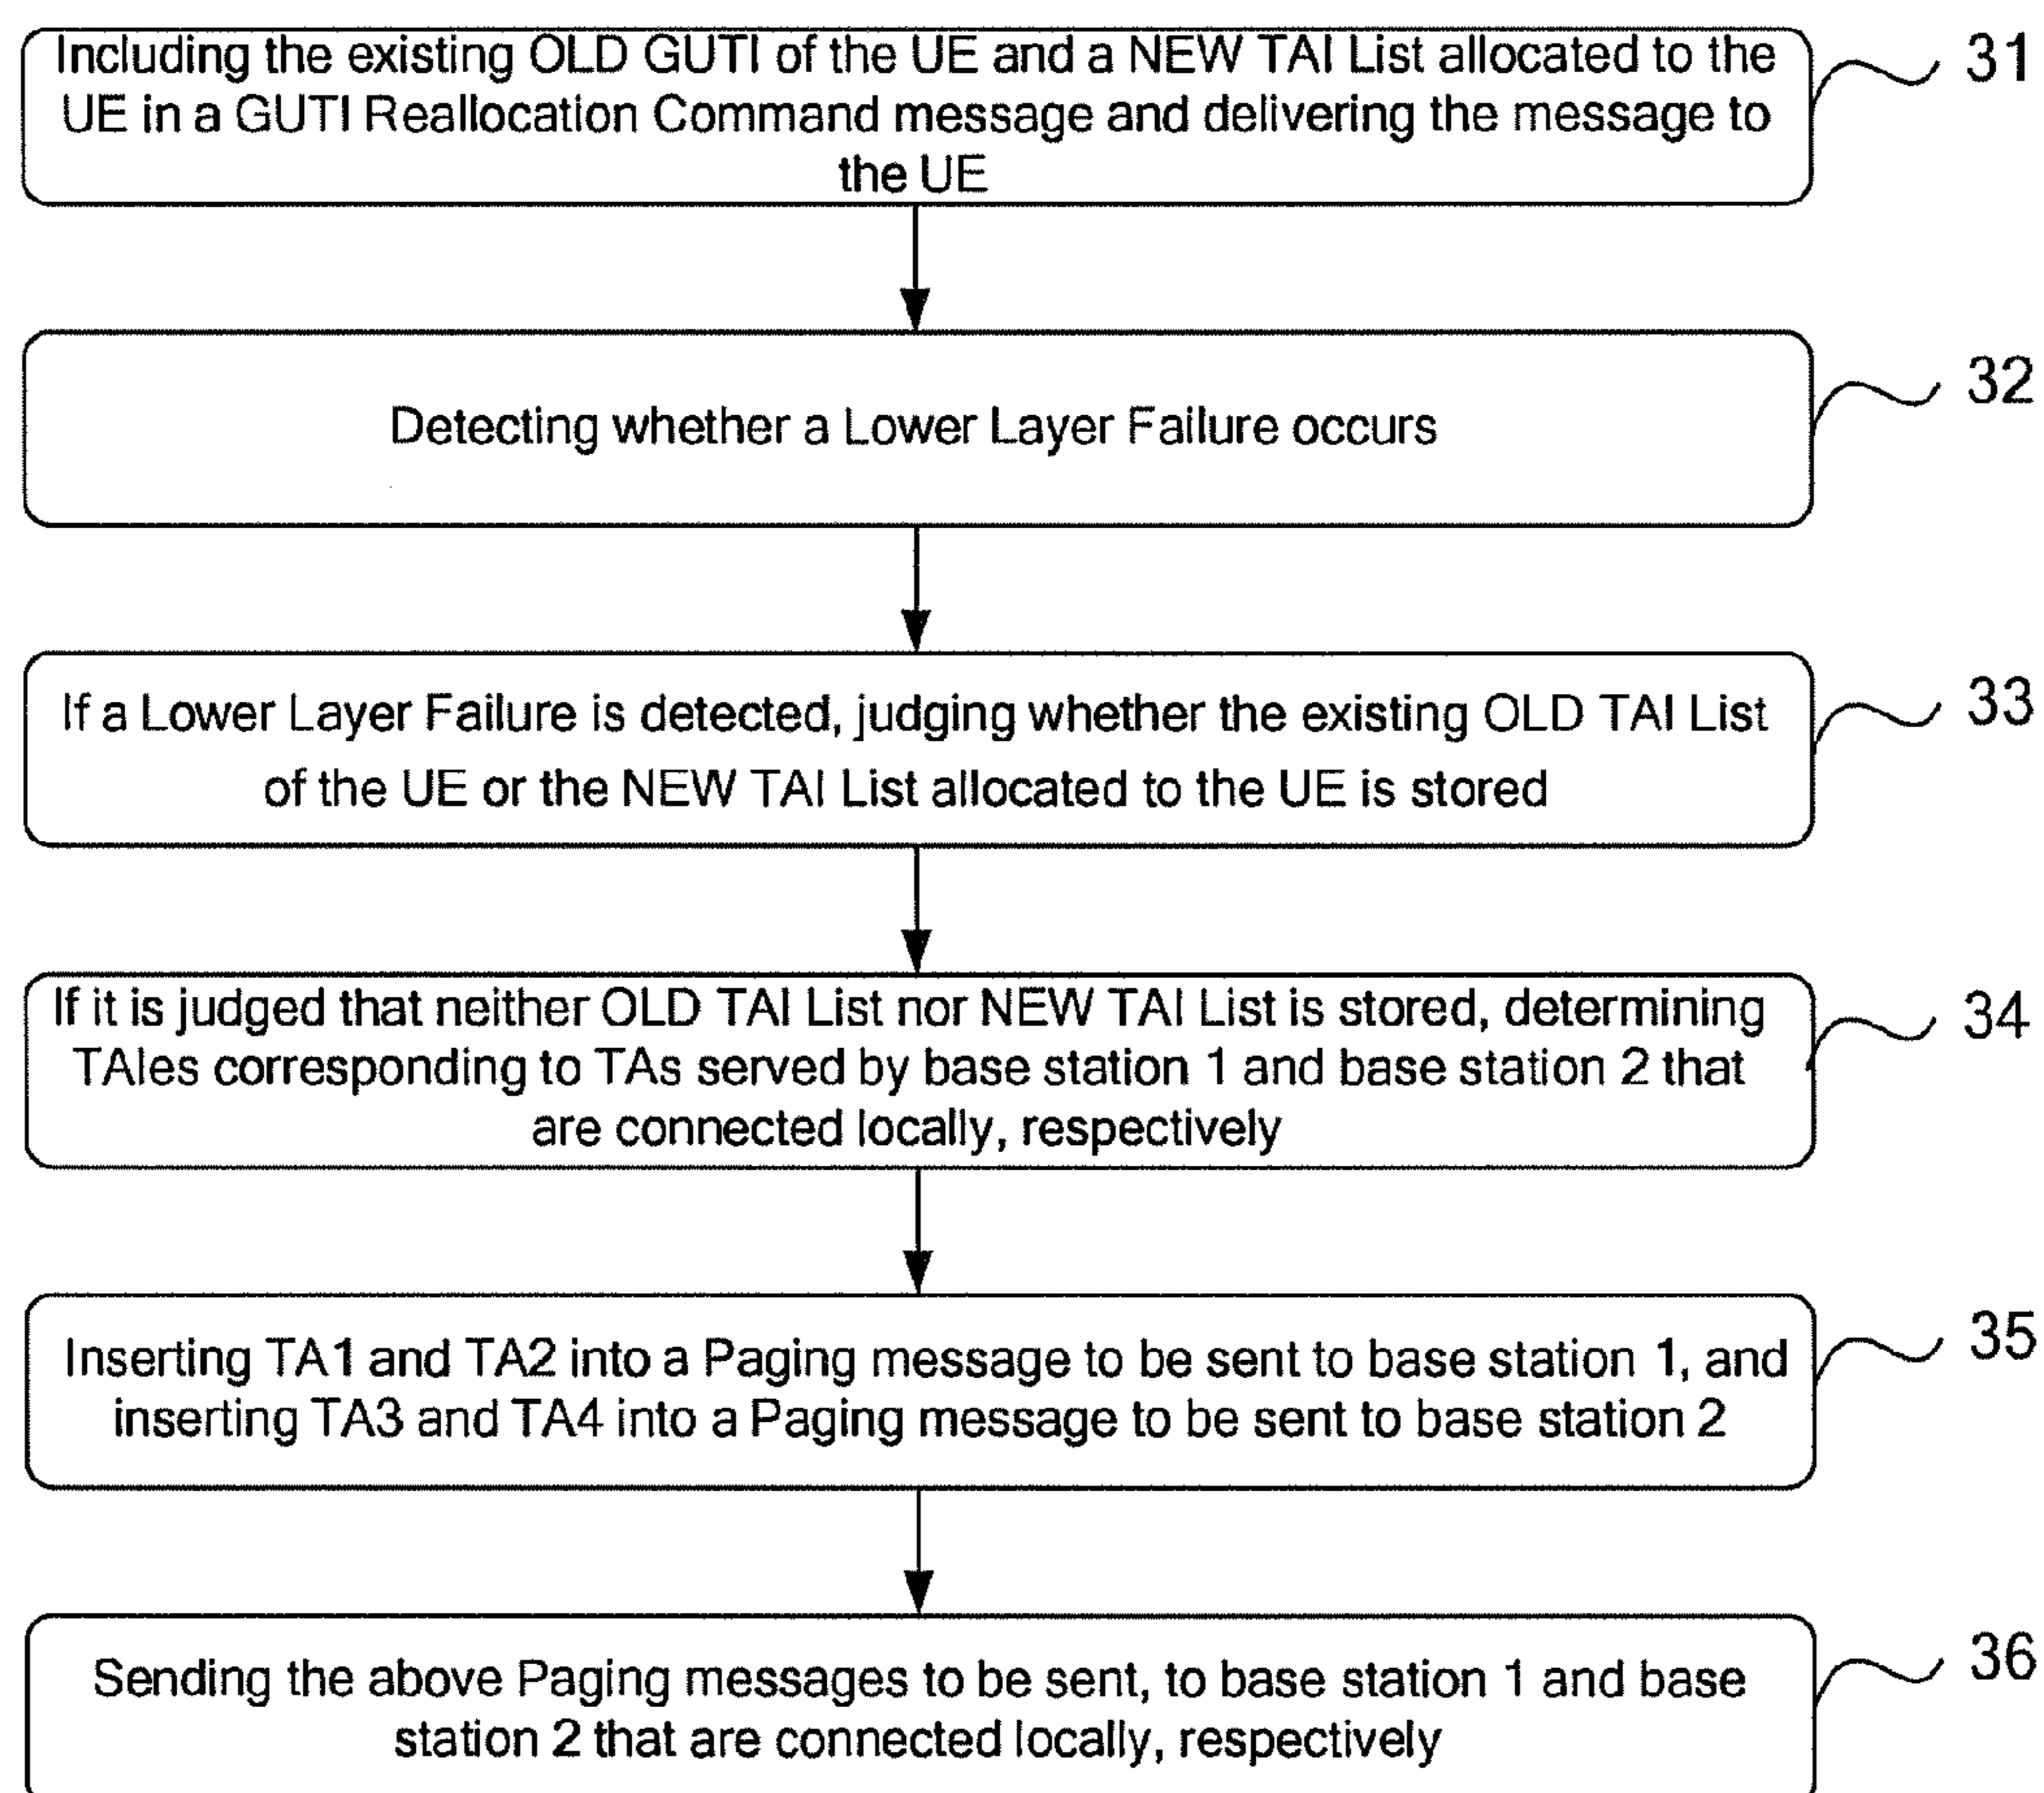 Including the existing OLD GUTI of the UE and a NEW TAI List allocated to the
UE in a GUTI Reallocation Command message and delivering the message to
the UE
31
Detecting whether a Lower Layer Failure occurs
32
If a Lower Layer Failure is detected, judging whether the existing OLD TAI List
of the UE or the NEW TAI List allocated to the UE is stored
33
If it is judged that neither OLD TAI List nor NEW TAI List is stored, determining
TAIes corresponding to TAs served by base station 1 and base station 2 that
are connected locally, respectively
34
Inserting TA1 and TA2 into a Paging message to be sent to base station 1, and
inserting TA3 and TA4 into a Paging message to be sent to base station 2
35
Sending the above Paging messages to be sent, to base station 1 and base
station 2 that are connected locally, respectively
36